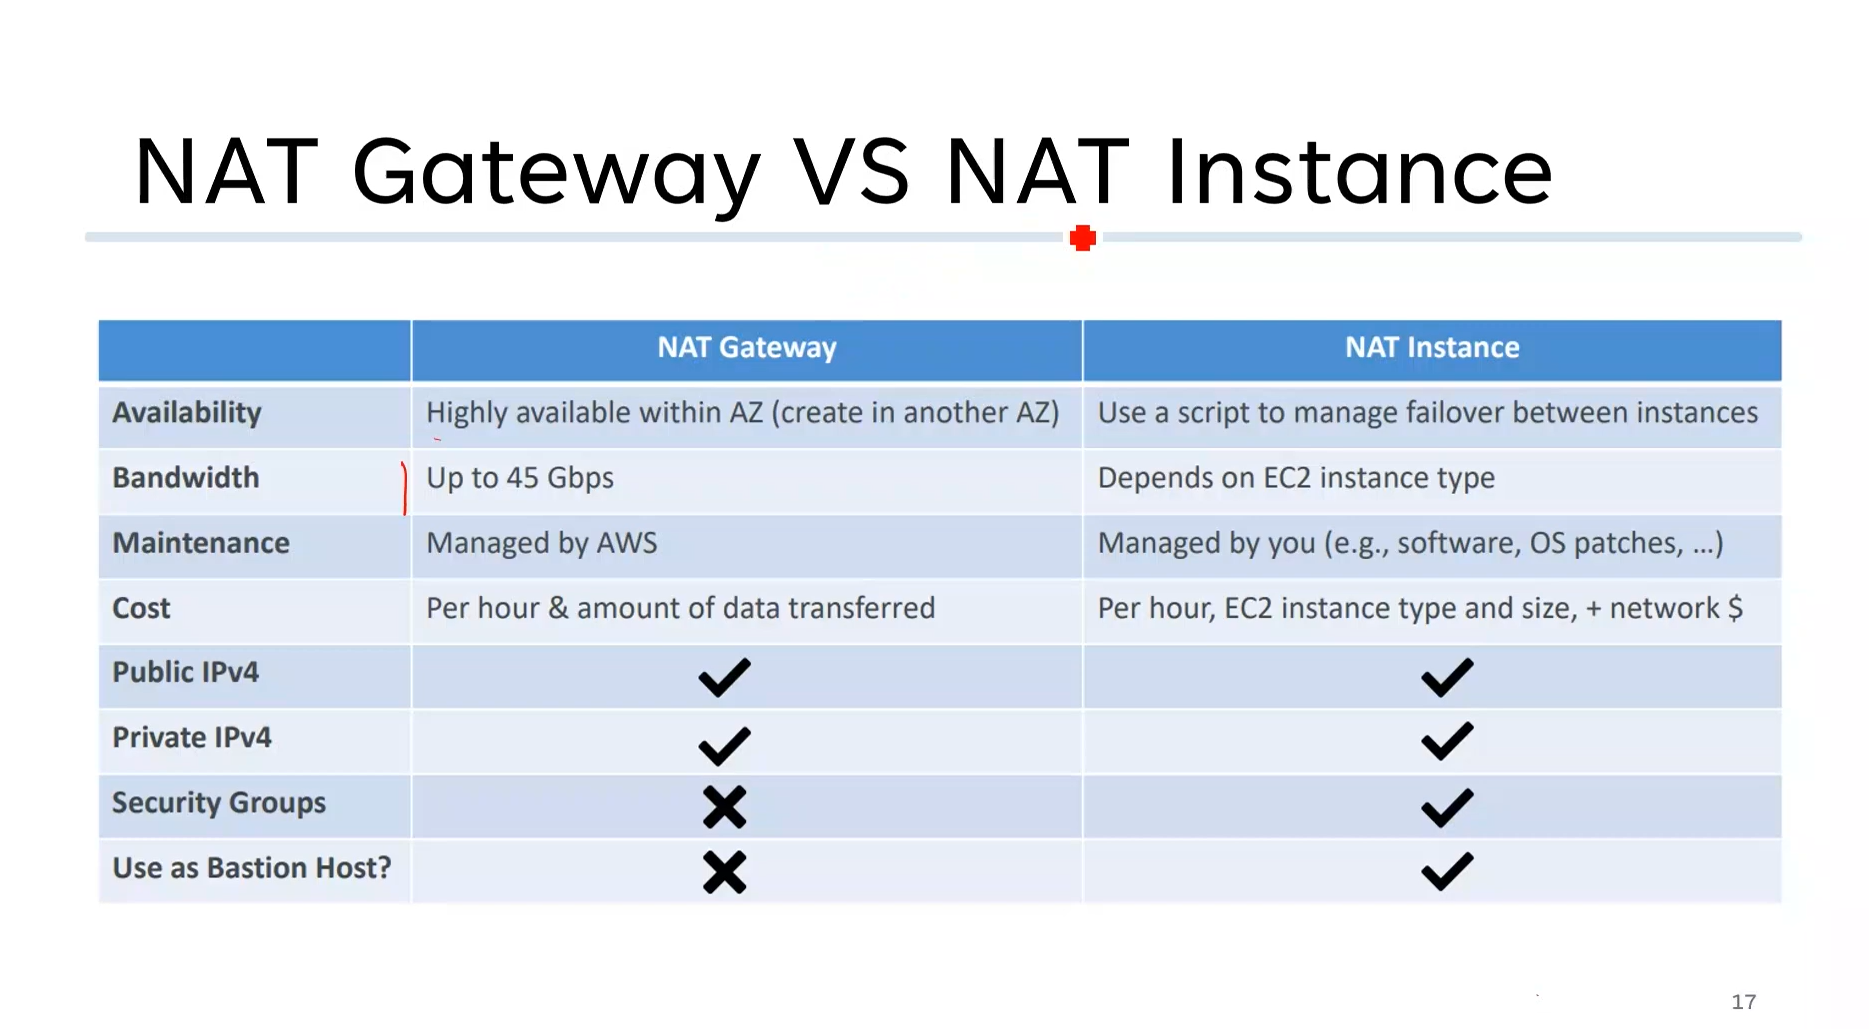 NAT Gateway VS NAT Instance
NAT Gateway NAT Instance
Availability Highly available within AZ (create in another AZ) Use a script to manage failover between instances
Bandwidth Up to 45 Gbps Depends on EC2 instance type
Maintenance Managed by AWS Managed by you (e.g., software, OS patches, ...)
Cost Per hour & amount of data transferred Per hour, EC2 instance type and size, + network $
Public IPv4 ✔ ✔
Private IPv4 ✔ ✔
Security Groups ✖ ✔
Use as Bastion Host? ✖ ✔
17